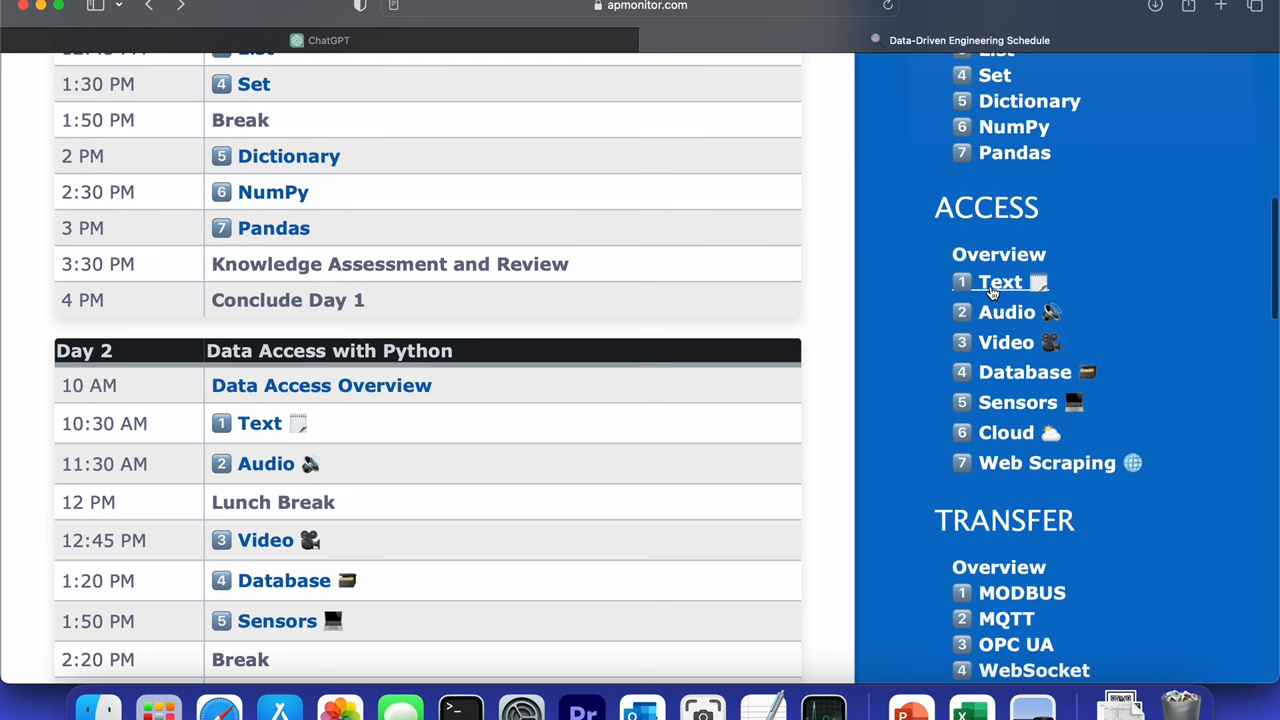 apmonitor.com
ChatGPT
Data-Driven Engineering Schedule
1:30 PM 4 Set
1:50 PM Break
2 PM 5 Dictionary
2:30 PM 6 NumPy
3 PM 7 Pandas
3:30 PM Knowledge Assessment and Review
4 PM Conclude Day 1
Day 2 Data Access with Python
10 AM Data Access Overview
10:30 AM 1 Text
11:30 AM 2 Audio
12 PM Lunch Break
12:45 PM 3 Video
1:20 PM 4 Database
1:50 PM 5 Sensors
2:20 PM Break
4 Set
5 Dictionary
6 NumPy
7 Pandas
ACCESS
Overview
1 Text
2 Audio
3 Video
4 Database
5 Sensors
6 Cloud
7 Web Scraping
TRANSFER
Overview
1 MODBUS
2 MQTT
3 OPC UA
4 WebSocket
Pr